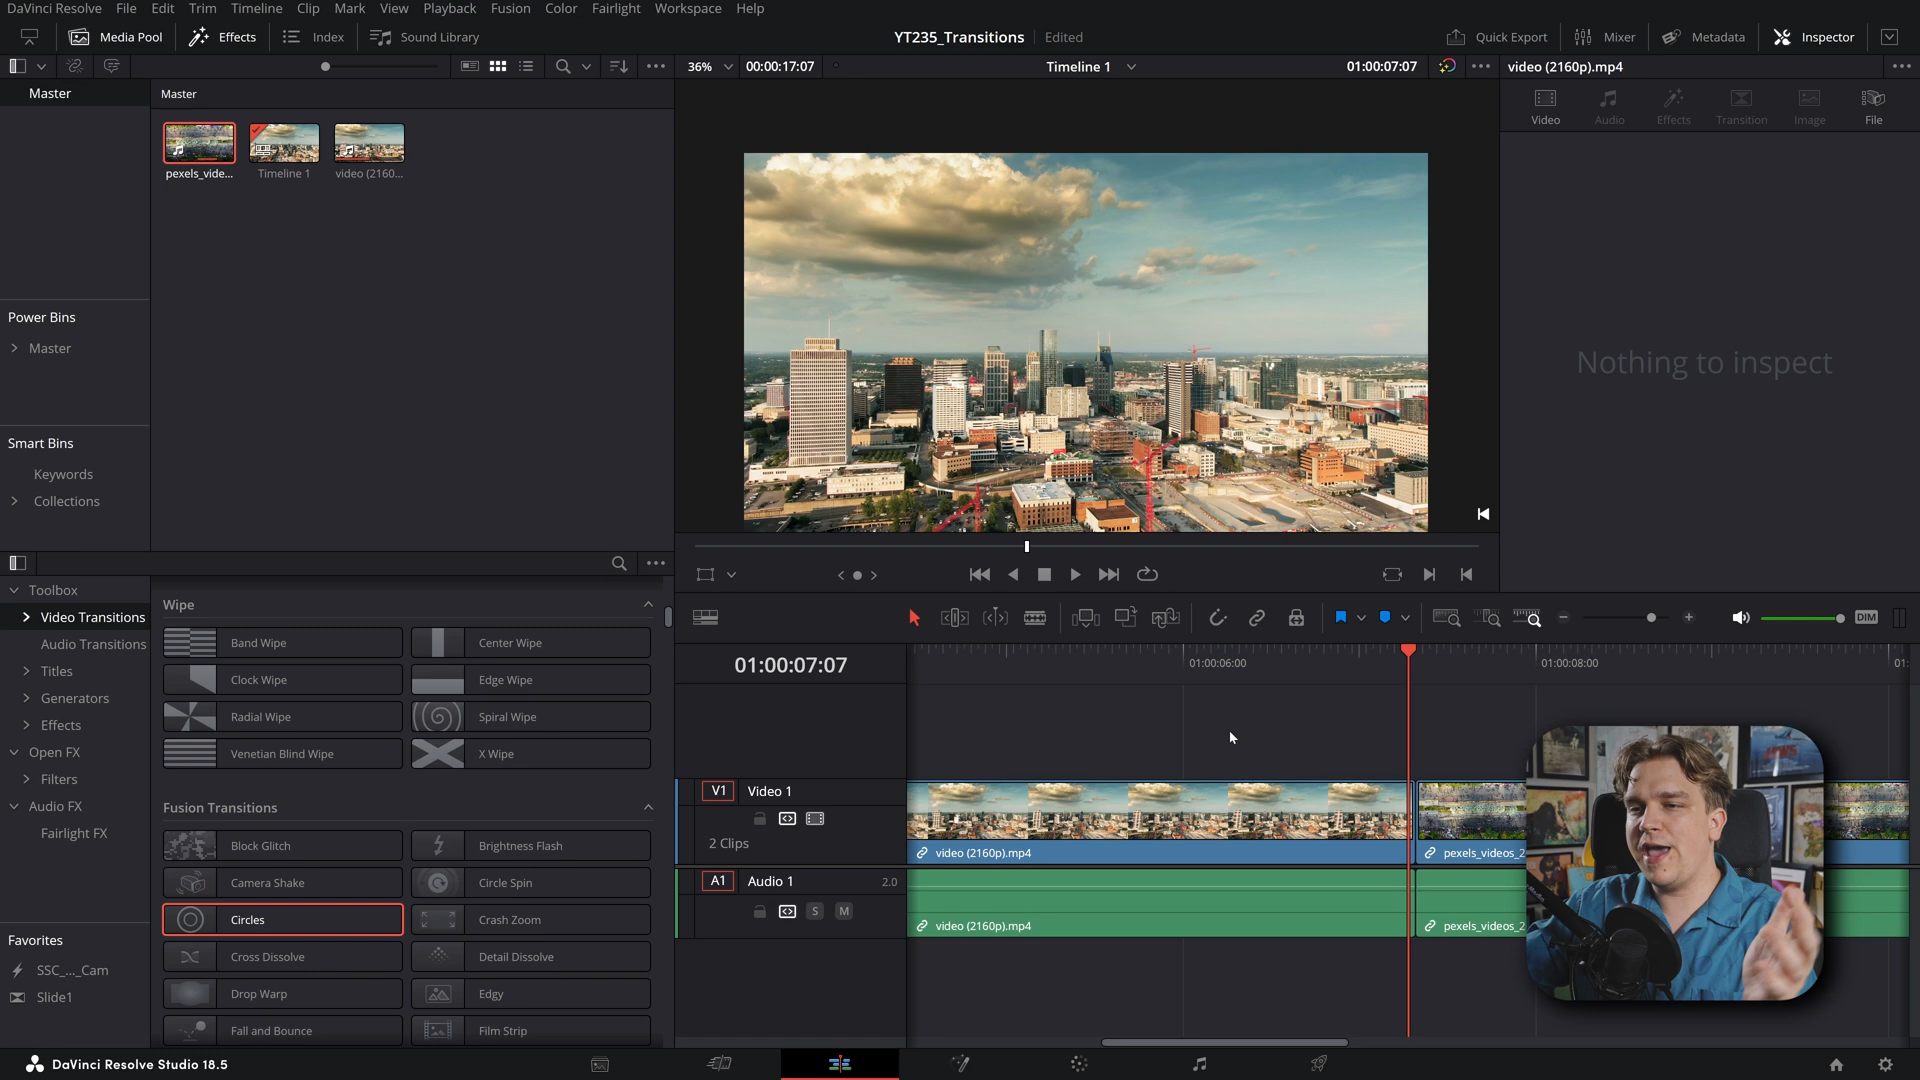 DaVinci Resolve File Edit Trim Timeline Clip Mark View Playback Fusion Color Fairlight Workspace Help
Media Pool Effects Index Sound Library YT235_Transitions Edited Quick Export Mixer Metadata Inspector
36% 00:00:17:07 Timeline 1 01:00:07:07 video (2160p).mp4
Master Master
Video Audio Effects Transition Image File
pexels_vide... Timeline 1 video (2160...
Power Bins
Master
Nothing to inspect
Smart Bins
Keywords
Collections
Toolbox
Video Transitions
Audio Transitions
Titles
Generators
Effects
Open FX
Filters
Audio FX
Fairlight FX
Favorites
SSC_..._Cam
Slide1
Wipe
Band Wipe Center Wipe
Clock Wipe Edge Wipe
Radial Wipe Spiral Wipe
Venetian Blind Wipe X Wipe
Fusion Transitions
Block Glitch Brightness Flash
Camera Shake Circle Spin
Circles Crash Zoom
Cross Dissolve Detail Dissolve
Drop Warp Edgy
Fall and Bounce Film Strip
DIM
01:00:07:07 01:00:06:00 01:00:08:00 01:
V1 Video 1
2 Clips
video (2160p).mp4 pexels_videos_2
A1 Audio 1 2.0
S M
video (2160p).mp4 pexels_videos_2
DaVinci Resolve Studio 18.5